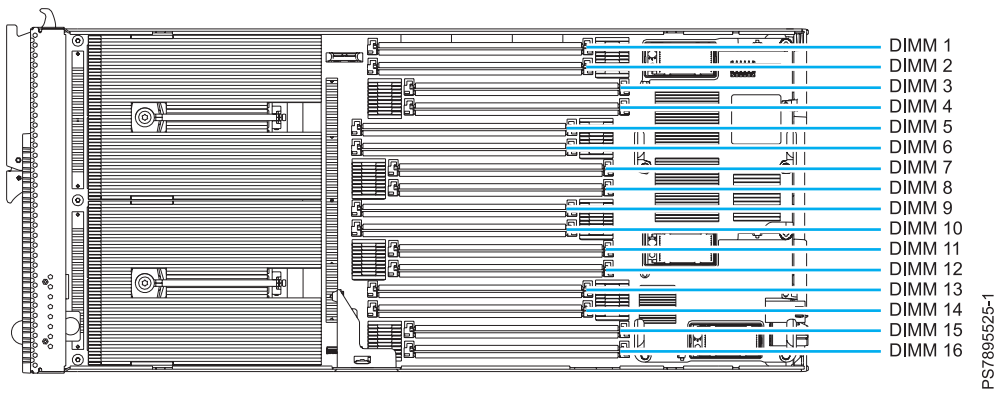 DIMM 1
DIMM 2
DIMM 3
DIMM 4
DIMM 5
DIMM 6
DIMM 7
DIMM 8
DIMM 9
DIMM 10
DIMM 11
DIMM 12
DIMM 13
DIMM 14
DIMM 15
DIMM 16
PS7895525-1